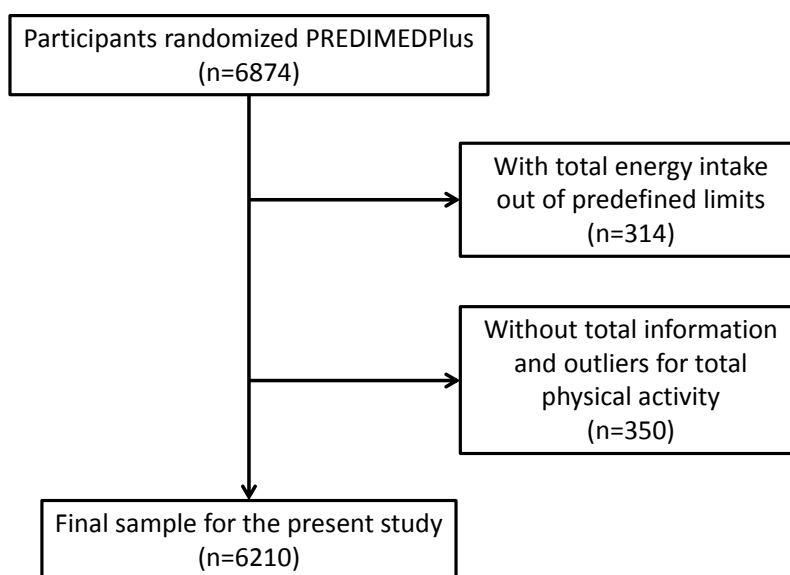 Participants randomized PREDIMEDPlus
(n=6874)
With total energy intake
out of predefined limits
(n=314)
Without total information
and outliers for total
physical activity
(n=350)
Final sample for the present study
(n=6210)